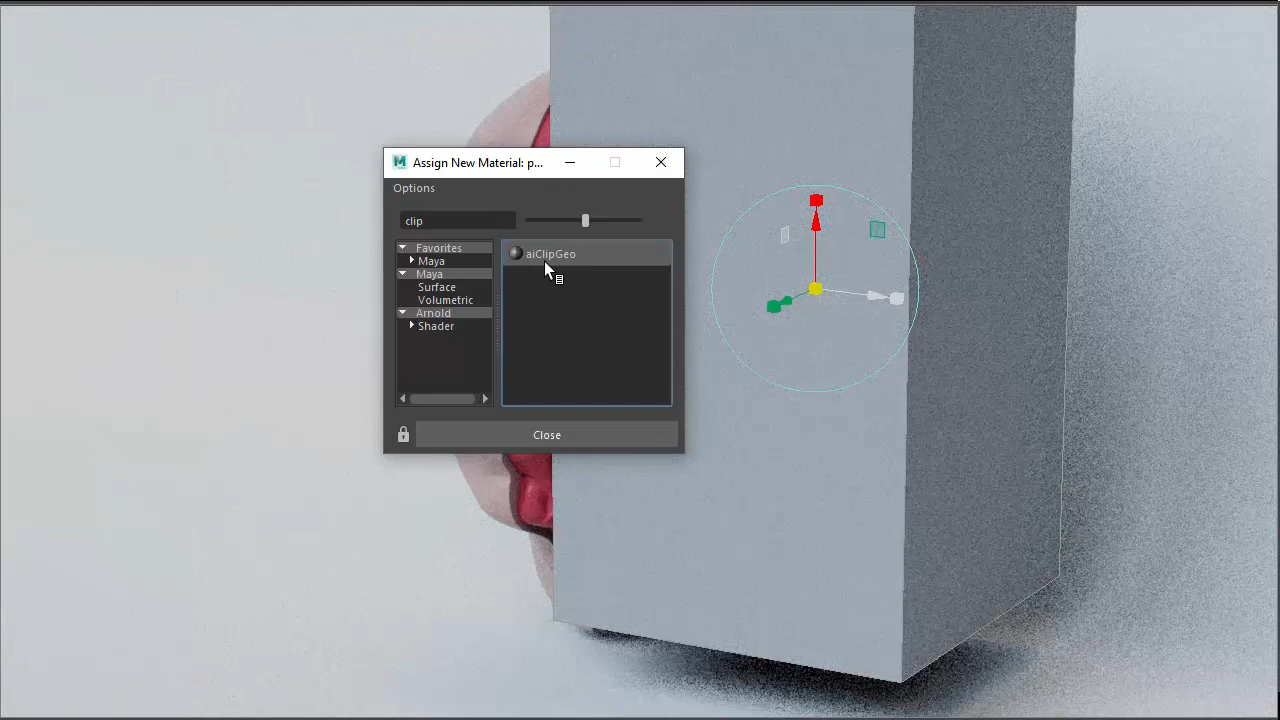 M Assign New Material: p...
Options
clip
Favorites
Maya
Maya
Surface
Volumetric
Arnold
Shader
aiClipGeo
Close